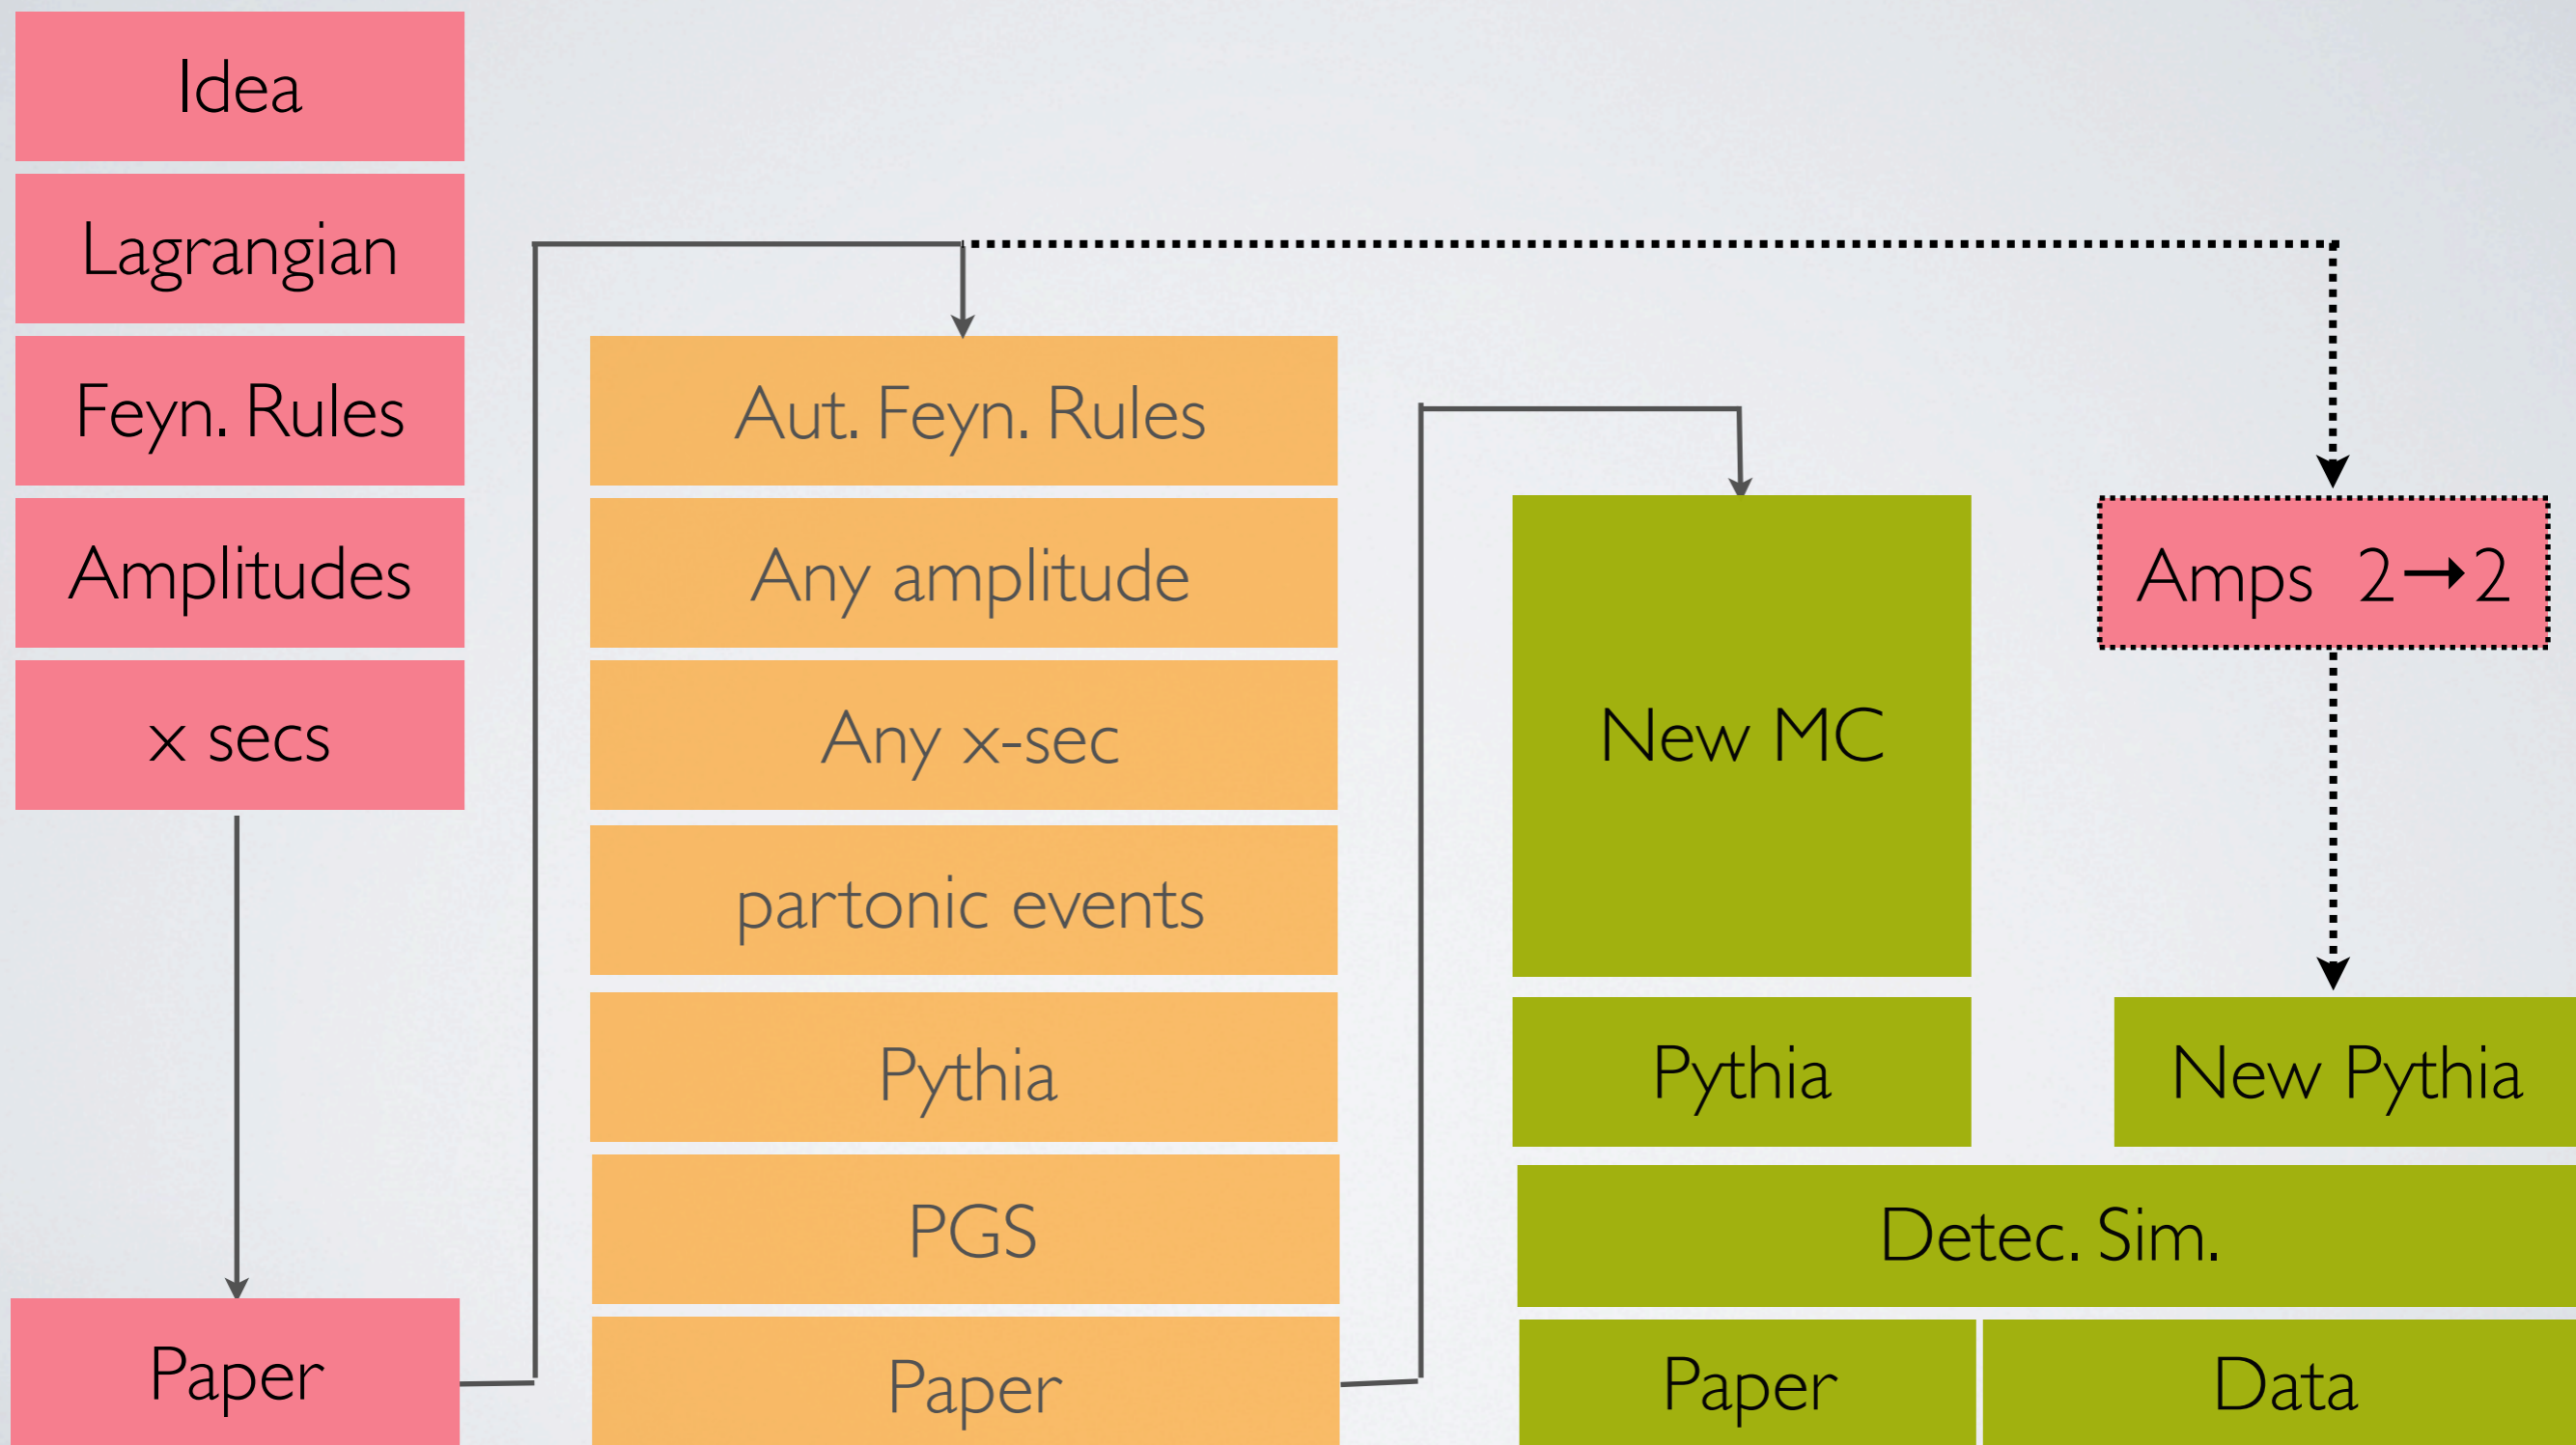 Idea
Lagrangian
Feyn. Rules
Amplitudes
x secs
Paper
Aut. Feyn. Rules
Any amplitude
Any x-sec
partonic events
Pythia
PGS
Paper
New MC
Pythia
Amps 2→2
New Pythia
Detec. Sim.
Paper
Data